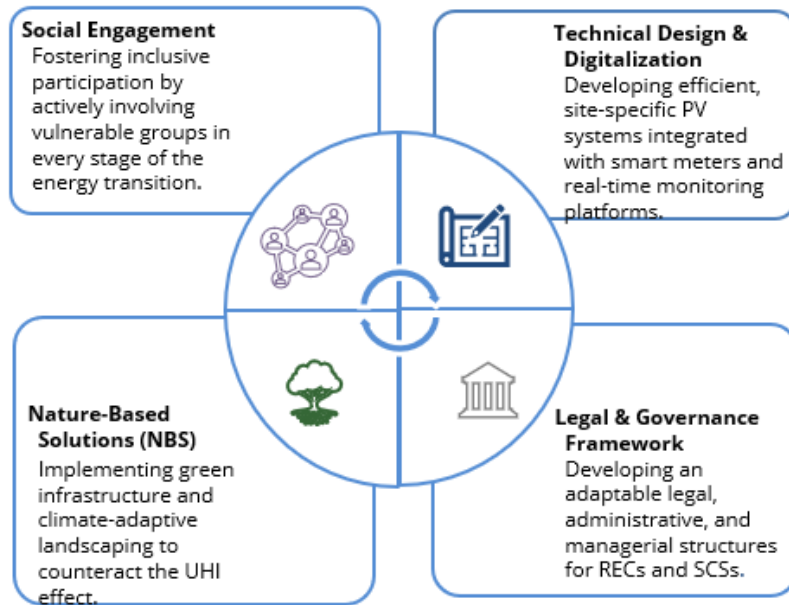 Social Engagement
Fostering inclusive
participation by
actively involving
vulnerable groups in
every stage of the
energy transition.
Technical Design &
Digitalization
Developing efficient,
site-specific PV
systems integrated
with smart meters and
real-time monitoring
platforms.
Nature-Based
Solutions (NBS)
Implementing green
infrastructure and
climate-adaptive
landscaping to
counteract the UHI
effect.
Legal & Governance
Framework
Developing an
adaptable legal,
administrative, and
managerial structures
for RECs and SCSs.